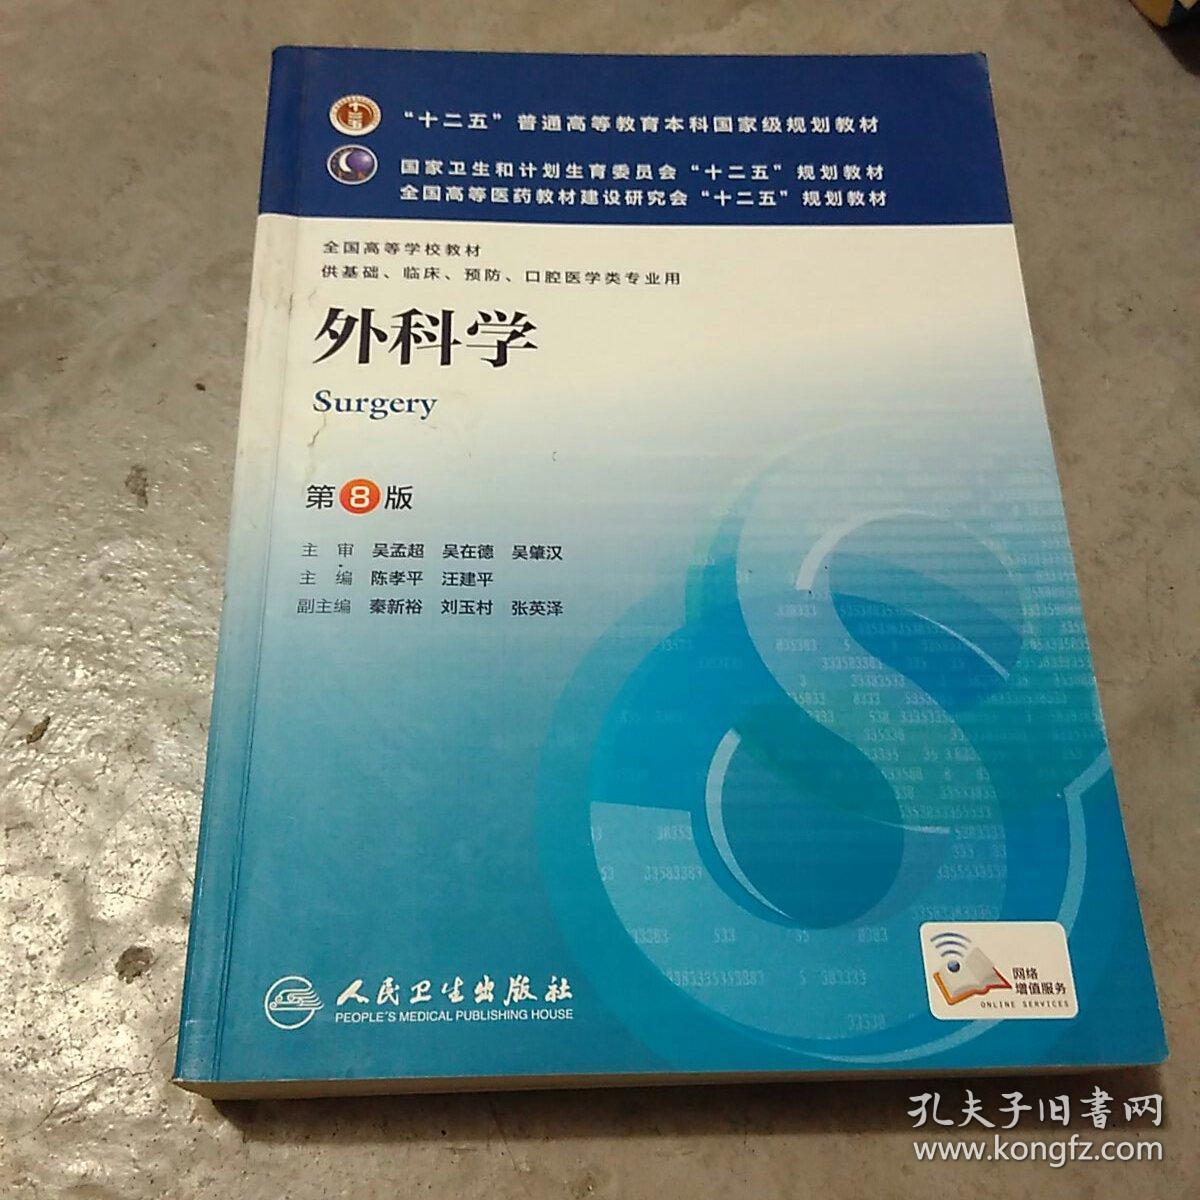 “十二五”普通高等教育本科国家级规划教材
国家卫生和计划生育委员会“十二五”规划教材
全国高等医药教材建设研究会“十二五”规划教材
全国高等学校教材
供基础、临床、预防、口腔医学类专业用
外科学
Surgery
第8版
主 审 吴孟超 吴在德 吴肇汉
主 编 陈孝平 汪建平
副主编 秦新裕 刘玉村 张英泽
人民卫生出版社
PEOPLE'S MEDICAL PUBLISHING HOUSE
网络
增值服务
ONLINE SERVICES
孔夫子旧書网
www.kongfz.com